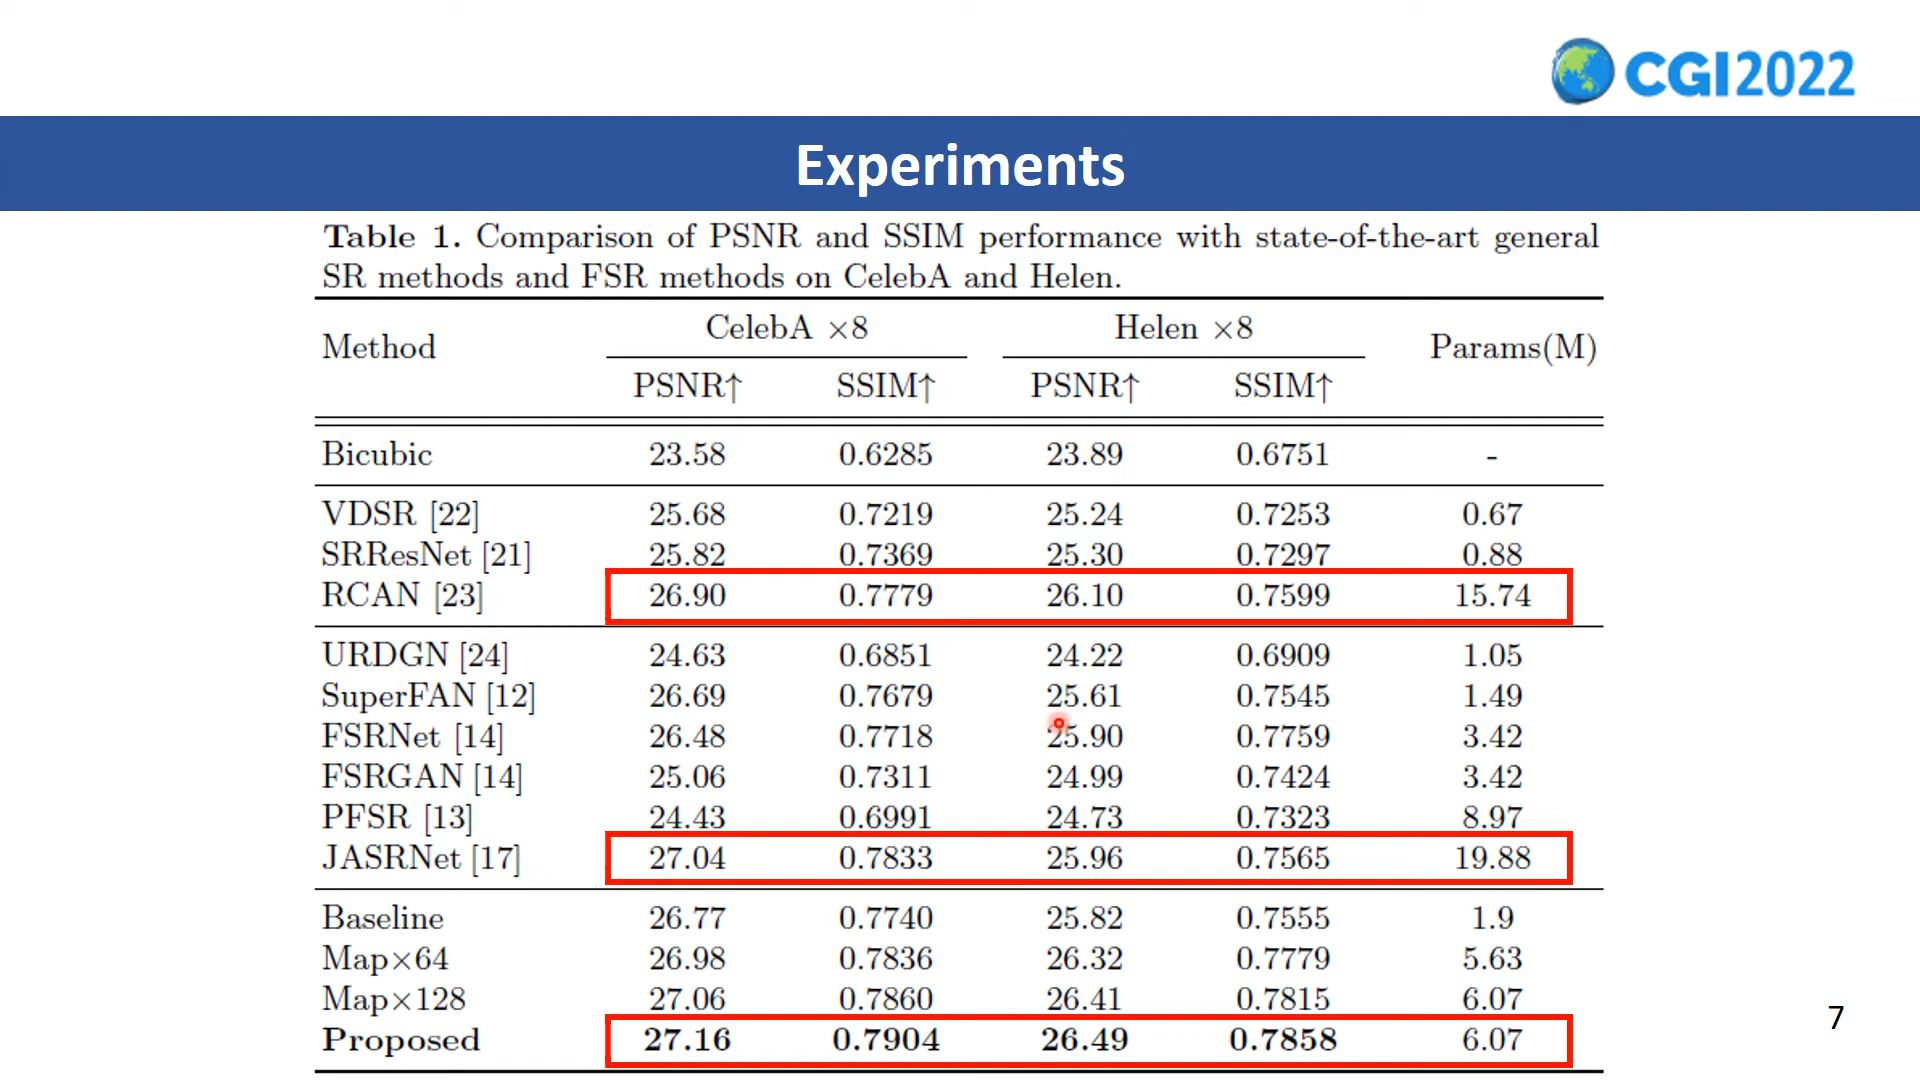 CGI2022
Experiments
Table 1. Comparison of PSNR and SSIM performance with state-of-the-art general
SR methods and FSR methods on CelebA and Helen.
Method CelebA ×8 Helen ×8 Params(M)
PSNR↑ SSIM↑ PSNR↑ SSIM↑
Bicubic 23.58 0.6285 23.89 0.6751 -
VDSR [22] 25.68 0.7219 25.24 0.7253 0.67
SRResNet [21] 25.82 0.7369 25.30 0.7297 0.88
RCAN [23] 26.90 0.7779 26.10 0.7599 15.74
URDGN [24] 24.63 0.6851 24.22 0.6909 1.05
SuperFAN [12] 26.69 0.7679 25.61 0.7545 1.49
FSRNet [14] 26.48 0.7718 25.90 0.7759 3.42
FSRGAN [14] 25.06 0.7311 24.99 0.7424 3.42
PFSR [13] 24.43 0.6991 24.73 0.7323 8.97
JASRNet [17] 27.04 0.7833 25.96 0.7565 19.88
Baseline 26.77 0.7740 25.82 0.7555 1.9
Map×64 26.98 0.7836 26.32 0.7779 5.63
Map×128 27.06 0.7860 26.41 0.7815 6.07
Proposed 27.16 0.7904 26.49 0.7858 6.07
7